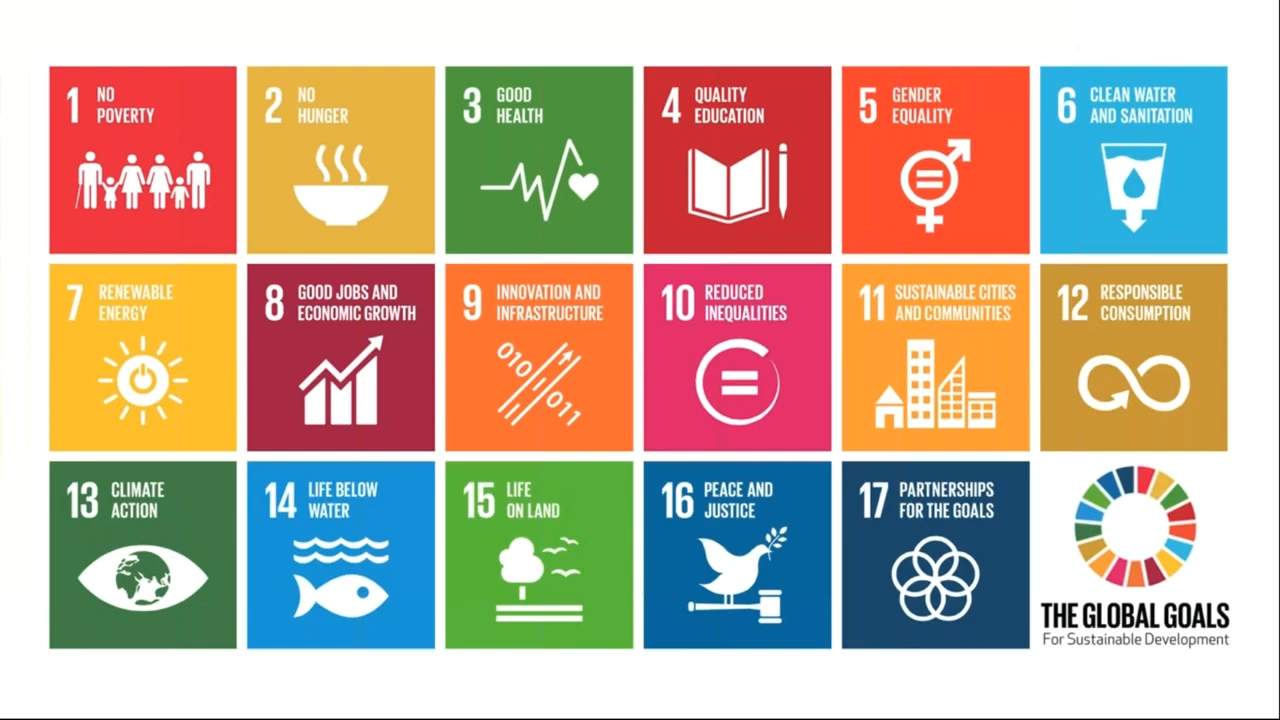 1 NO
POVERTY
2 NO
HUNGER
3 GOOD
HEALTH
4 QUALITY
EDUCATION
5 GENDER
EQUALITY
6 CLEAN WATER
AND SANITATION
7 RENEWABLE
ENERGY
8 GOOD JOBS AND
ECONOMIC GROWTH
9 INNOVATION AND
INFRASTRUCTURE
010
011
10 REDUCED
INEQUALITIES
11 SUSTAINABLE CITIES
AND COMMUNITIES
12 RESPONSIBLE
CONSUMPTION
13 CLIMATE
ACTION
14 LIFE BELOW
WATER
15 LIFE
ON LAND
16 PEACE AND
JUSTICE
17 PARTNERSHIPS
FOR THE GOALS
THE GLOBAL GOALS
For Sustainable Development